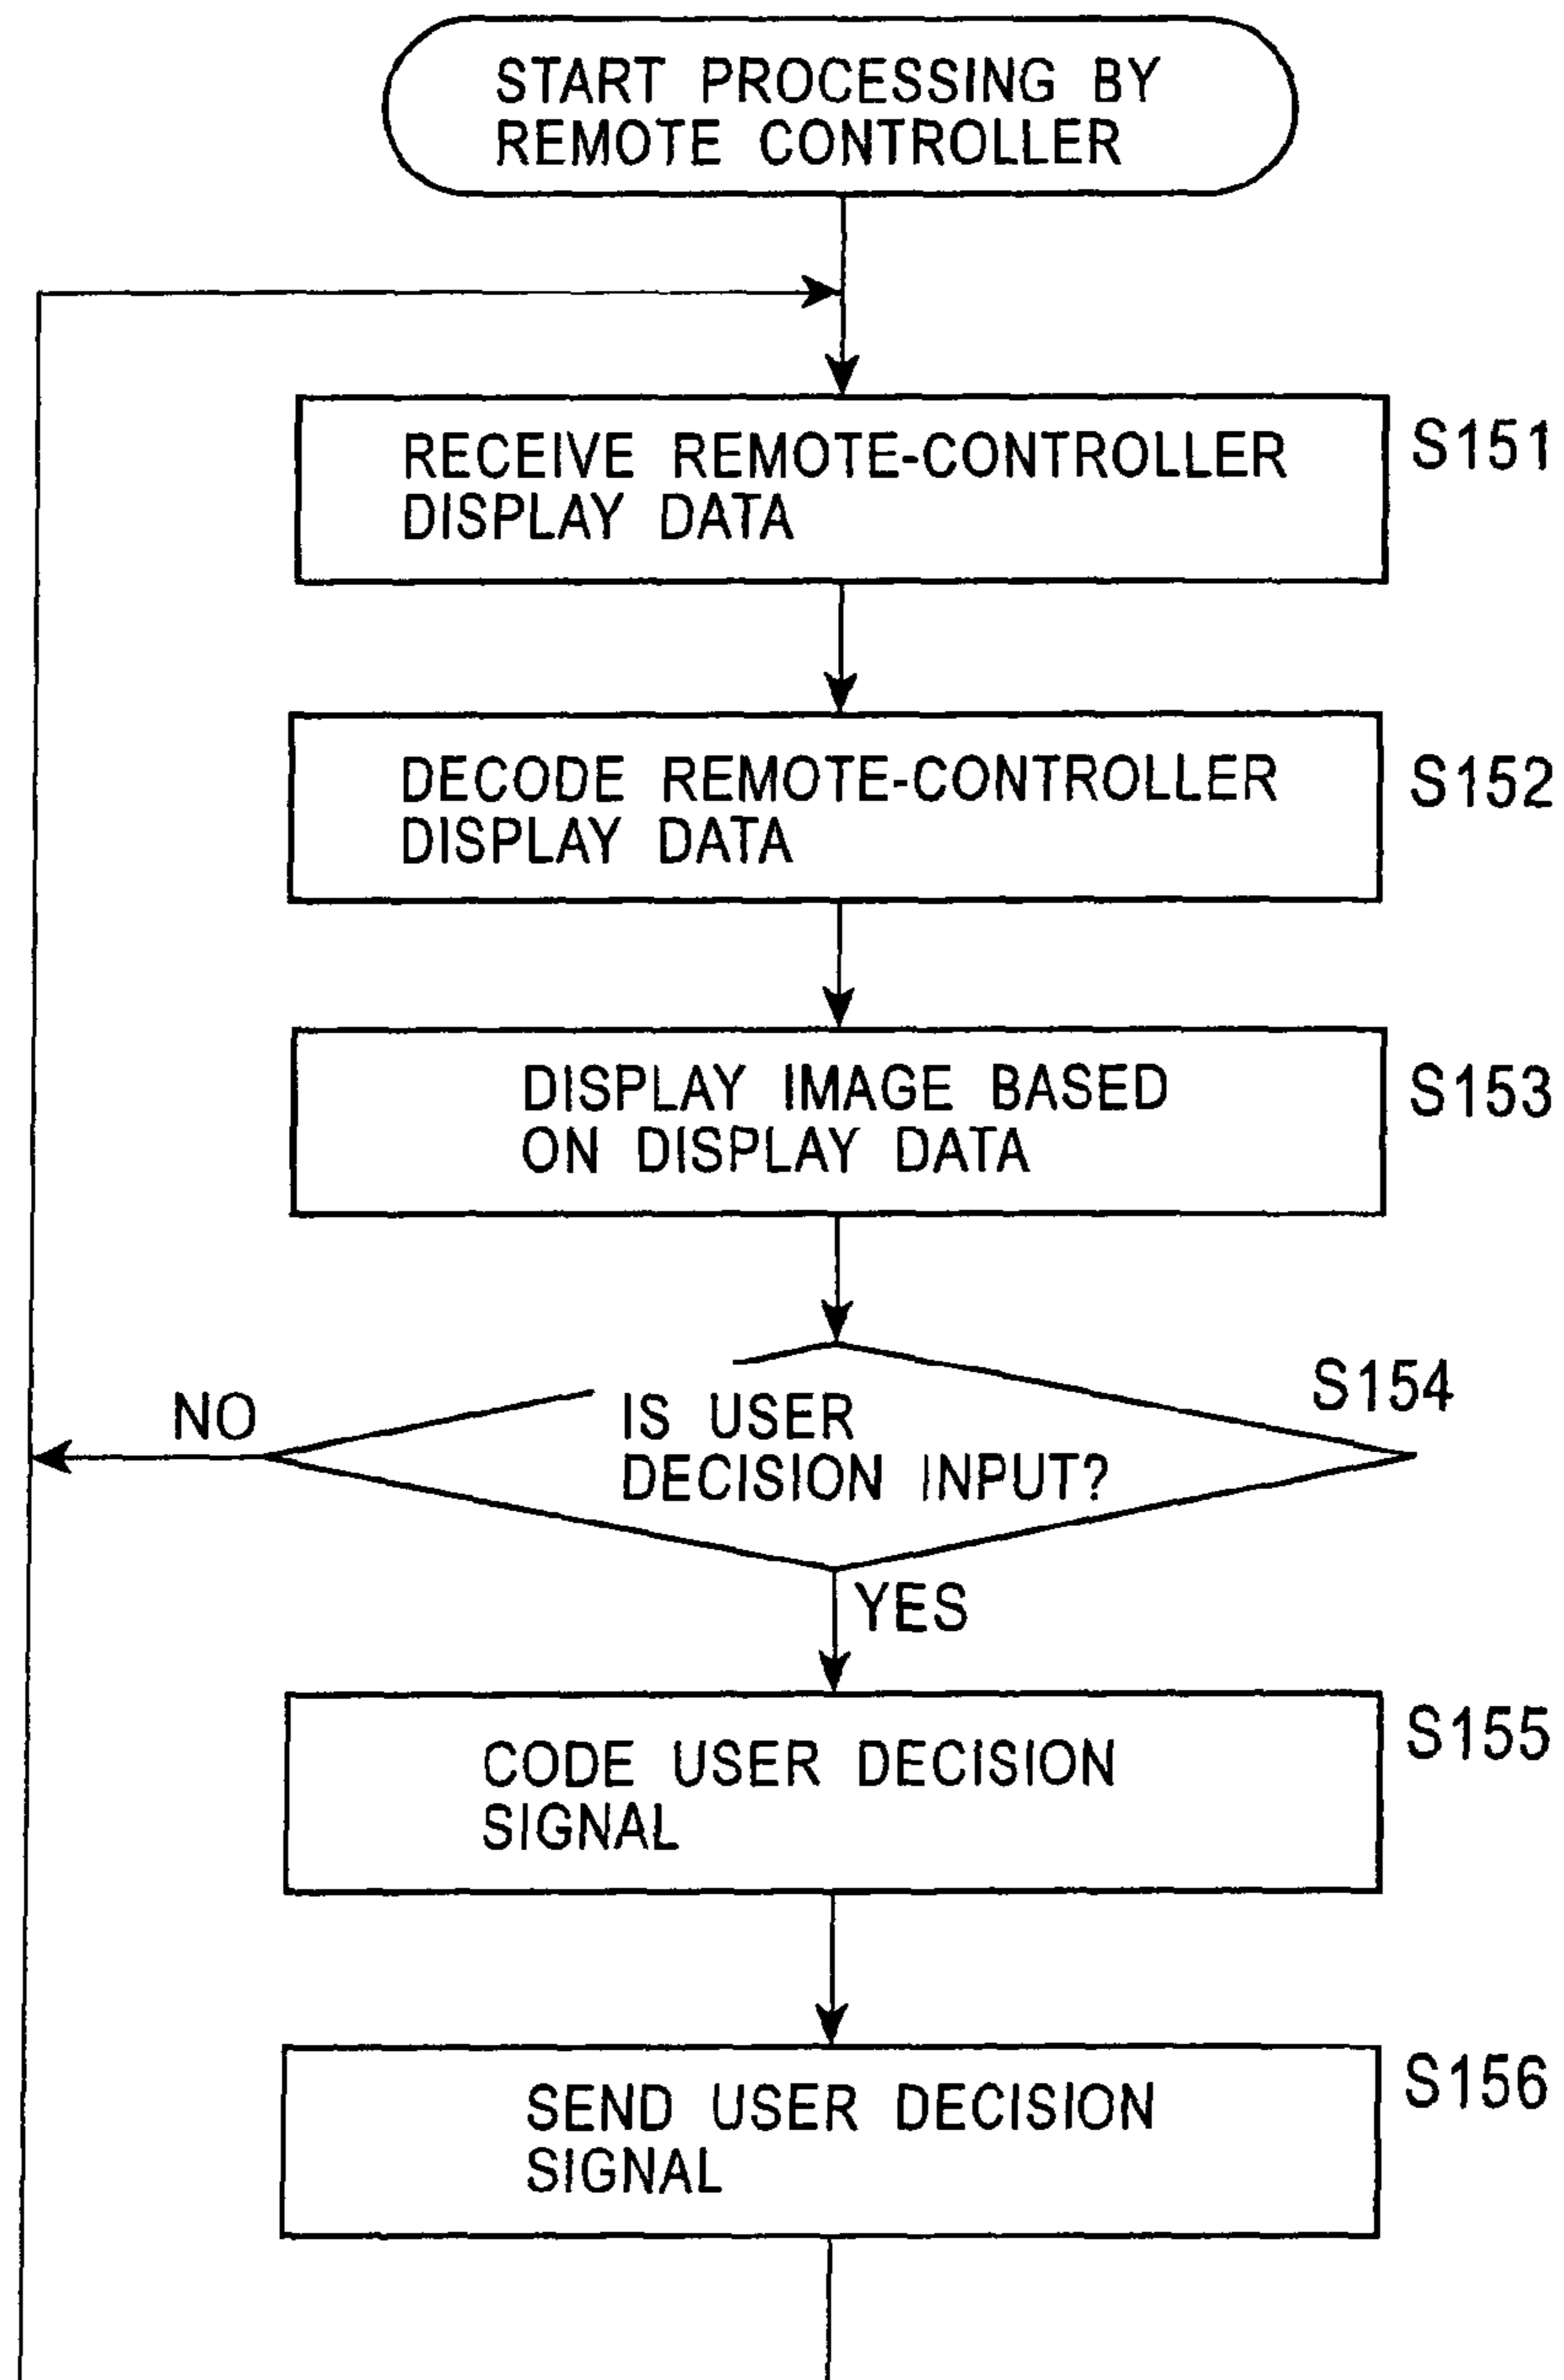 START PROCESSING BY
REMOTE CONTROLLER
RECEIVE REMOTE-CONTROLLER
DISPLAY DATA
S151
DECODE REMOTE-CONTROLLER
DISPLAY DATA
S152
DISPLAY IMAGE BASED
ON DISPLAY DATA
S153
IS USER
DECISION INPUT?
S154
NO
YES
CODE USER DECISION
SIGNAL
S155
SEND USER DECISION
SIGNAL
S156